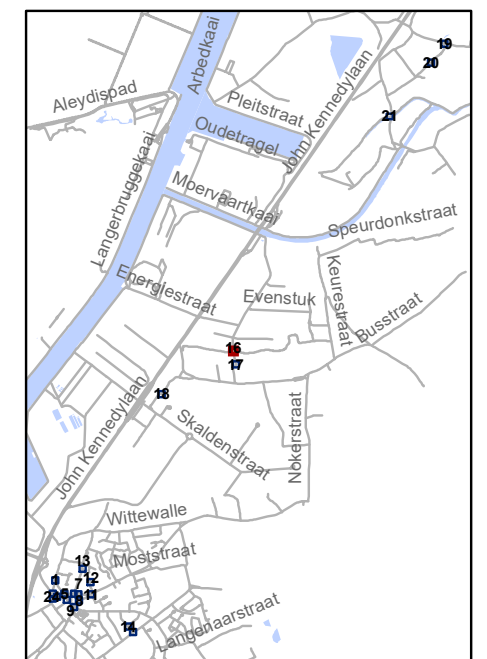 Arbedkaai
19
20
Aleydispad
Pleitstraat
John Kennedylaan
21
Oudetragel
Langerbruggekaai
Moervaartkaai
Speurdonkstraat
Energiestraat
Evenstuk
Keurestraat
Busstraat
16
17
18
John Kennedylaan
Skaldenstraat
Nokerstraat
Wittewalle
Moststraat
13
7
12
11
9
14
Langenaarstraat